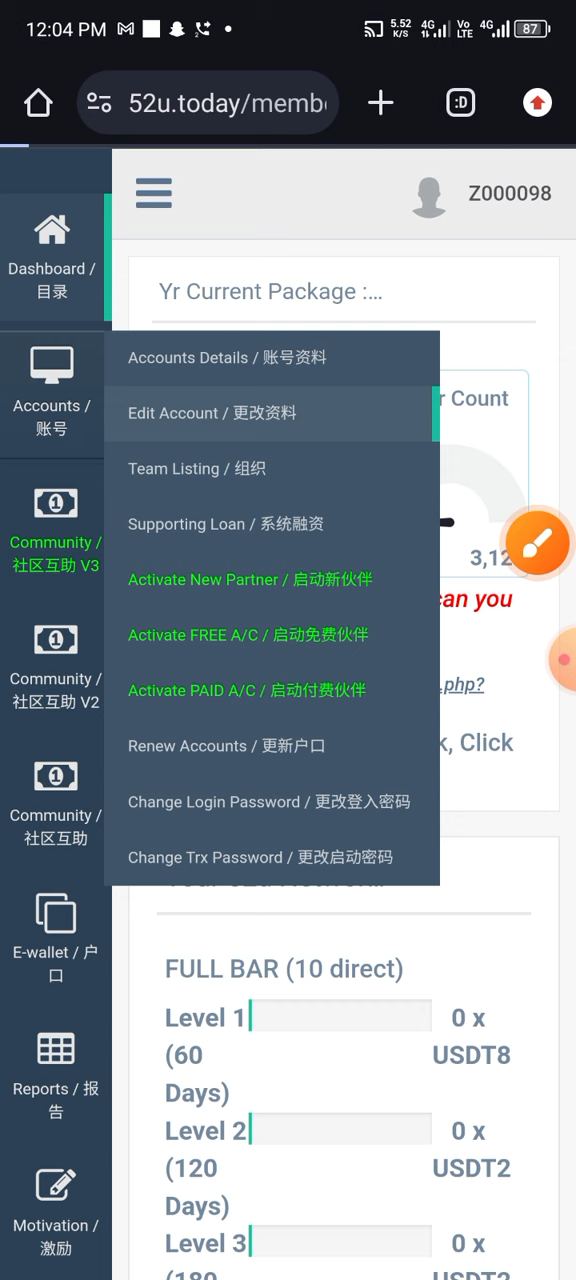 12:04 PM
5.52 K/S
4G
Vo LTE
4G
87
52u.today/memb
:D
Z000098
Dashboard / 目录
Yr Current Package :...
Accounts / 账号
Accounts Details / 账号资料
Edit Account / 更改资料
Team Listing / 组织
Supporting Loan / 系统融资
Activate New Partner / 启动新伙伴
Activate FREE A/C / 启动免费伙伴
Activate PAID A/C / 启动付费伙伴
Renew Accounts / 更新户口
Change Login Password / 更改登入密码
Change Trx Password / 更改启动密码
r Count
3,12
can you
.php?
k, Click
Community / 社区互助 V3
Community / 社区互助 V2
Community / 社区互助
E-wallet / 户口
Reports / 报告
Motivation / 激励
FULL BAR (10 direct)
Level 1 0 x
(60 USDT8
Days)
Level 2 0 x
(120 USDT2
Days)
Level 3 0 x